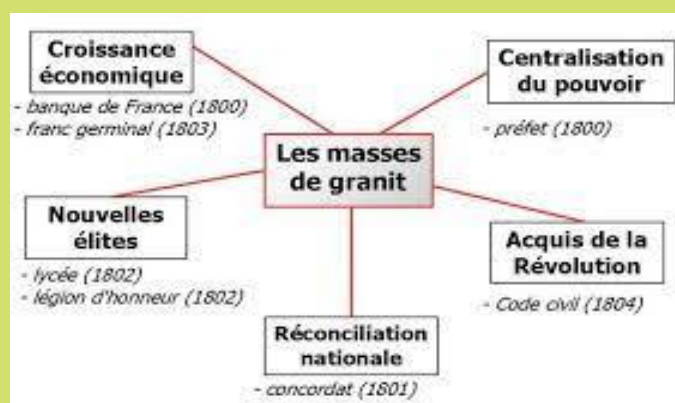 Croissance
économique
- banque de France (1800)
- franc germinal (1803)
Centralisation
du pouvoir
- préfet (1800)
Les masses
de granit
Nouvelles
élites
- lycée (1802)
- légion d'honneur (1802)
Acquis de la
Révolution
- Code civil (1804)
Réconciliation
nationale
- concordat (1801)